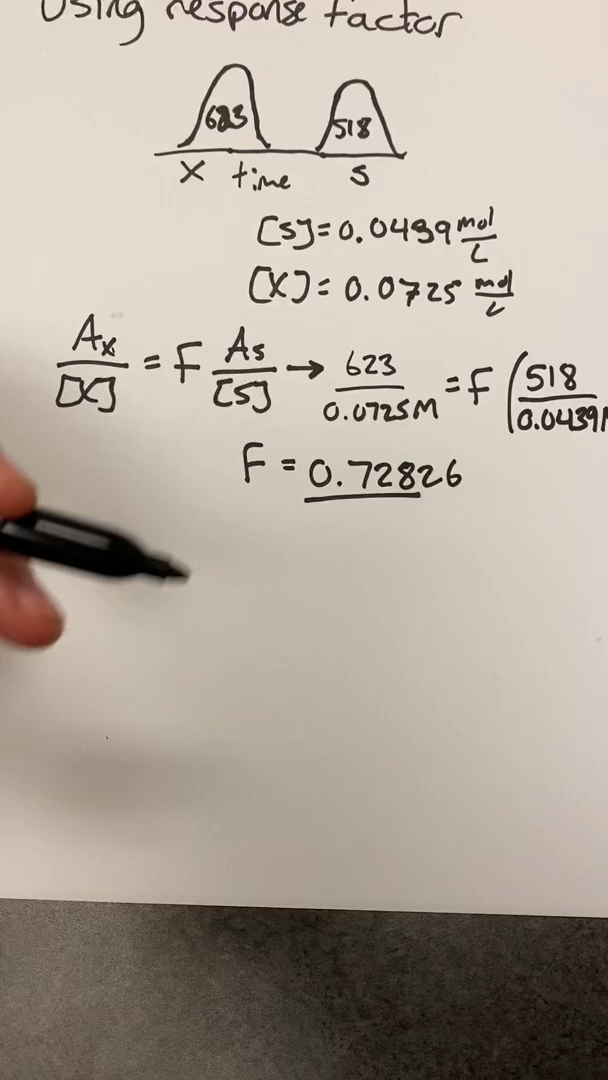 Using response factor
623 518
X time S
[S]=0.0439 mol/L
[X]= 0.0725 mol/L
Ax/[X] = F As/[S] → 623/0.0725M = F (518/0.0439M
F = 0.72826